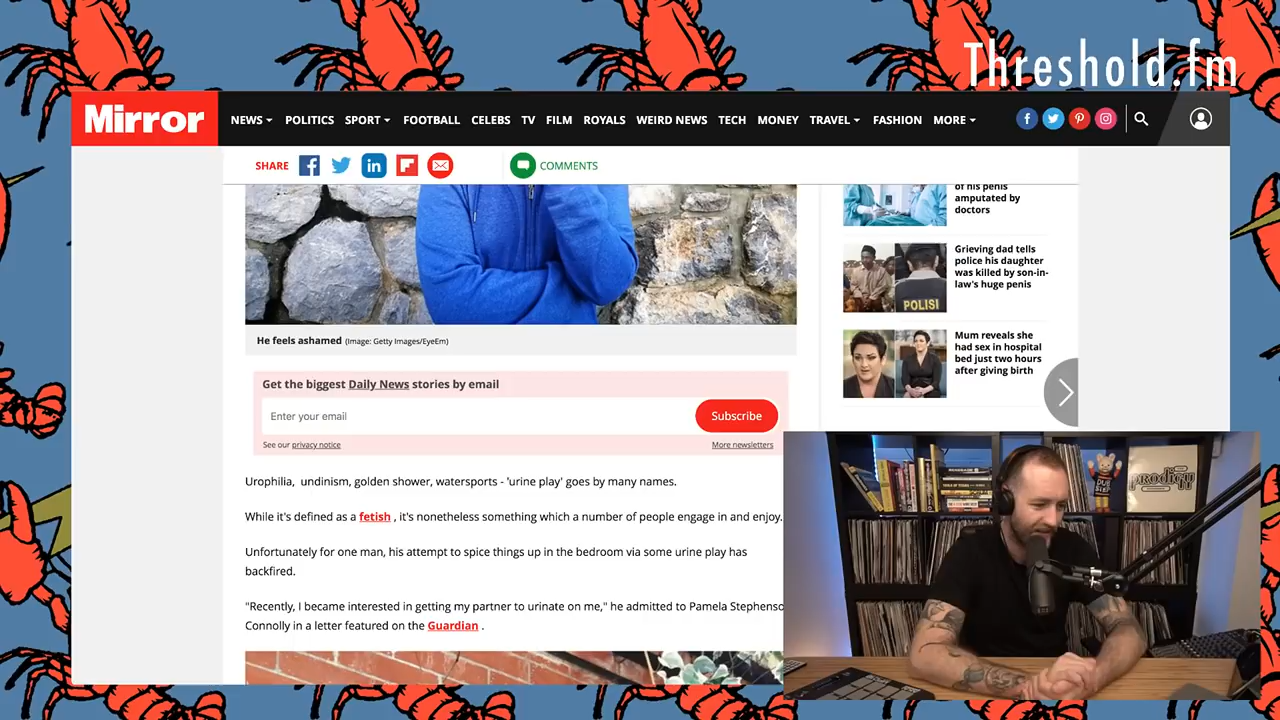 Threshold.fm
Mirror
NEWS POLITICS SPORT FOOTBALL CELEBS TV FILM ROYALS WEIRD NEWS TECH MONEY TRAVEL FASHION MORE
SHARE
COMMENTS
of his penis
amputated by
doctors
Grieving dad tells
police his daughter
was killed by son-in-
law's huge penis
POLISI
Mum reveals she
had sex in hospital
bed just two hours
after giving birth
He feels ashamed (Image: Getty Images/EyeEm)
Get the biggest Daily News stories by email
Enter your email
Subscribe
See our privacy notice
More newsletters
Urophilia, undinism, golden shower, watersports - 'urine play' goes by many names.
While it's defined as a fetish , it's nonetheless something which a number of people engage in and enjoy.
Unfortunately for one man, his attempt to spice things up in the bedroom via some urine play has
backfired.
"Recently, I became interested in getting my partner to urinate on me," he admitted to Pamela Stephenso
Connolly in a letter featured on the Guardian .
DUB
STEP
prodigy